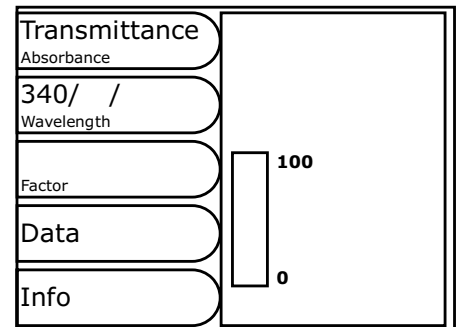 Transmittance
Absorbance
340/ /
Wavelength
Factor
Data
Info
100
0